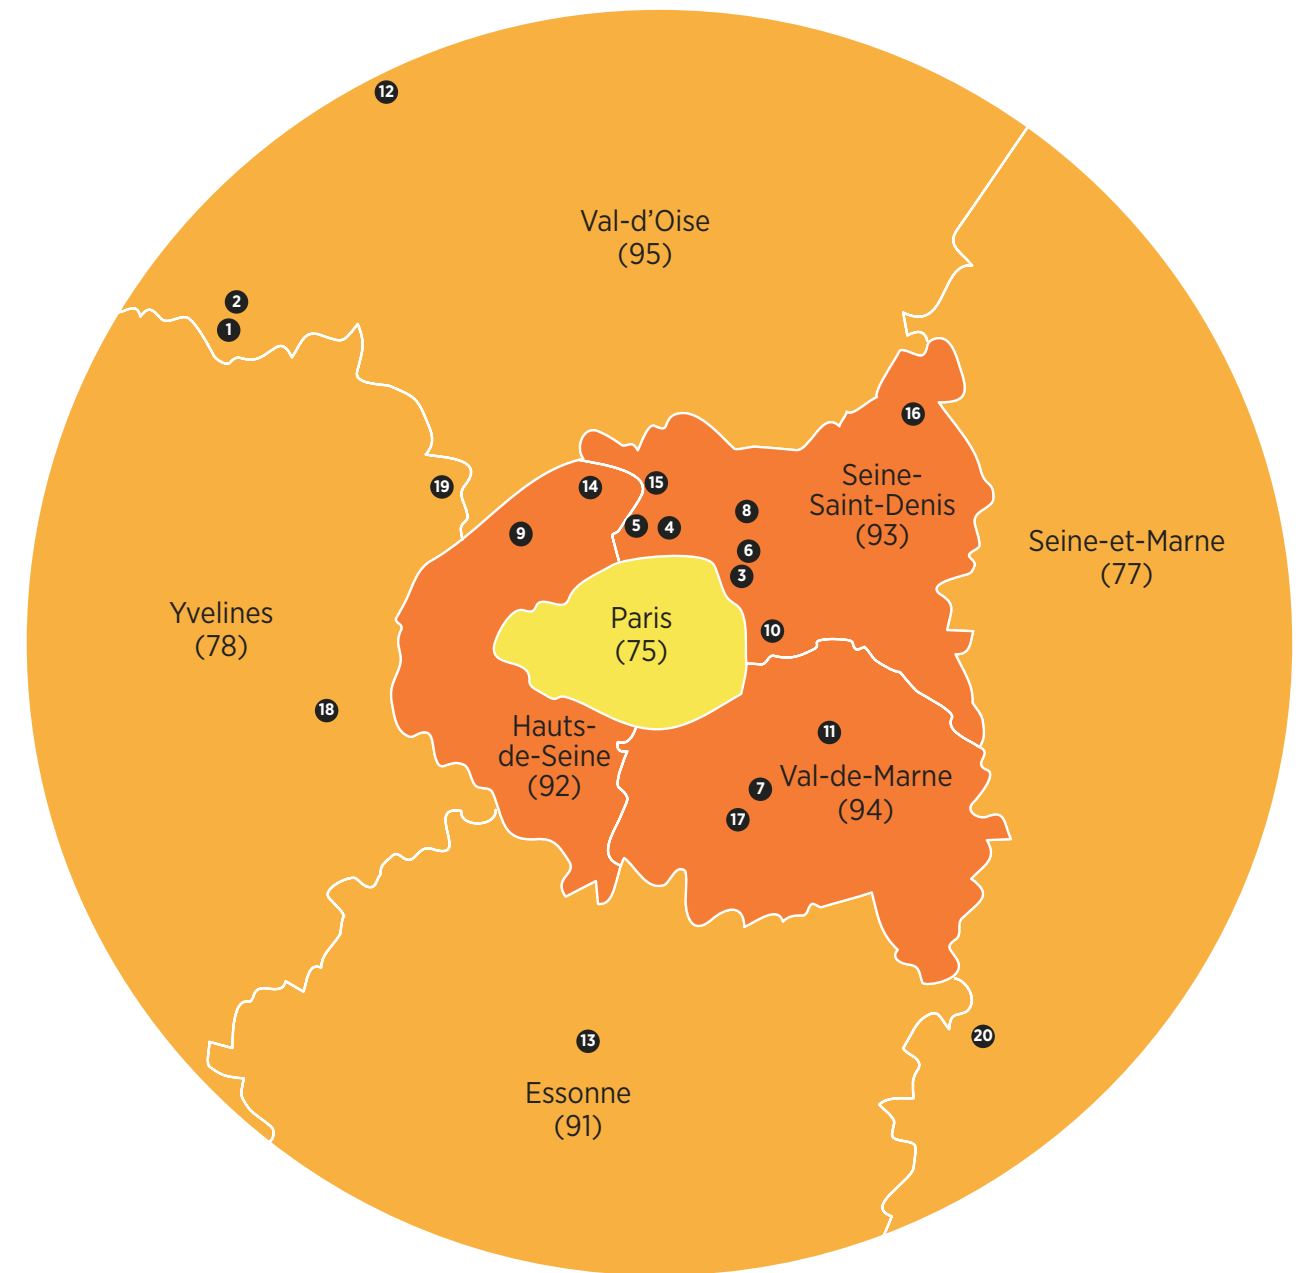 12
Val-d’Oise
(95)
2
1
16
19
14
15
Seine-
Saint-Denis
(93)
8
9
5
4
6
Seine-et-Marne
(77)
3
Yvelines
(78)
Paris
(75)
10
18
Hauts-
de-Seine
(92)
11
7
Val-de-Marne
(94)
17
20
13
Essonne
(91)